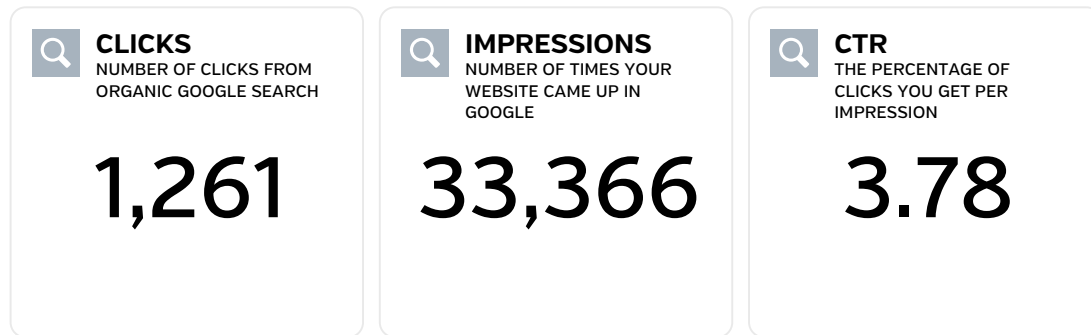 CLICKS
NUMBER OF CLICKS FROM
ORGANIC GOOGLE SEARCH
1,261
IMPRESSIONS
NUMBER OF TIMES YOUR
WEBSITE CAME UP IN
GOOGLE
33,366
CTR
THE PERCENTAGE OF
CLICKS YOU GET PER
IMPRESSION
3.78